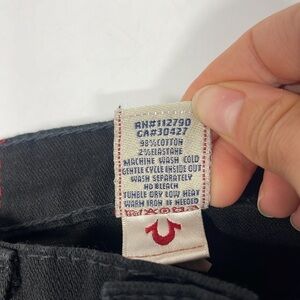 RN#112790
CA#30427
98%COTTON
2%ELASTANE
MACHINE WASH COLD
GENTLE CYCLE INSIDE OUT
WASH SEPARATELY
NO BLEACH
TUMBLE DRY LOW HEAT
WARM IRON IF NEEDED